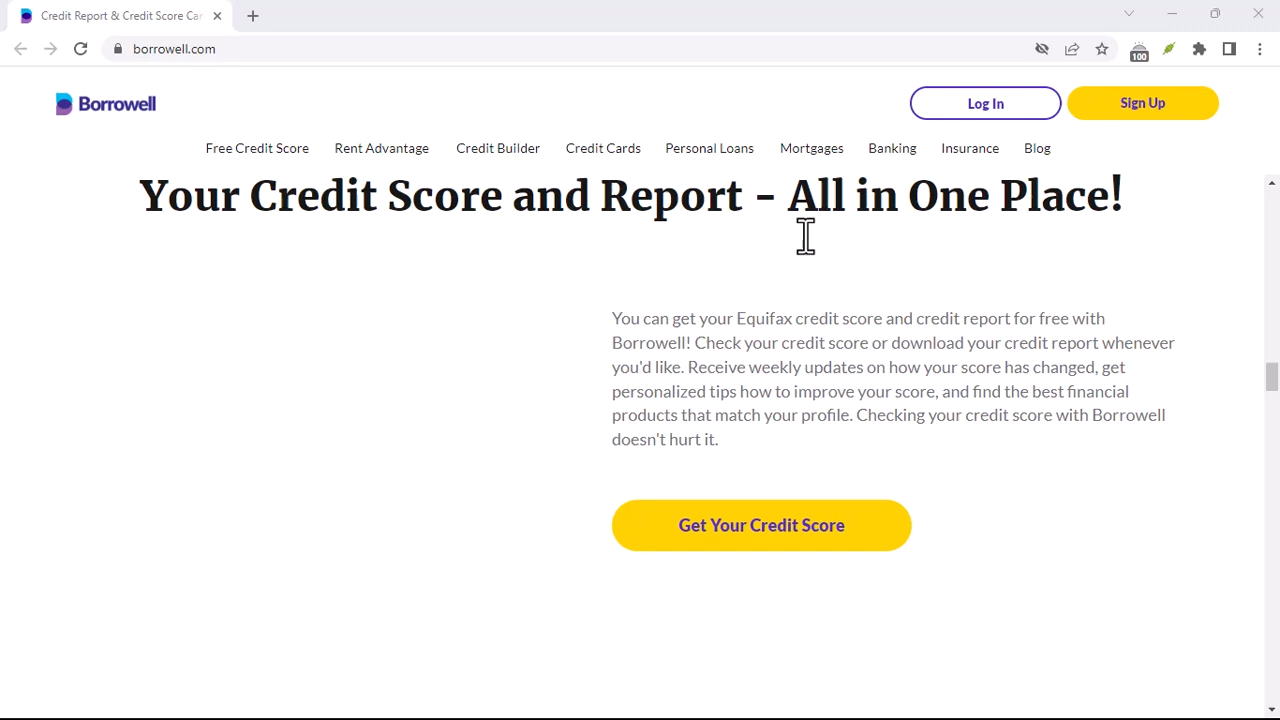 Credit Report & Credit Score Ca
borrowell.com
100
Borrowell
Log In
Sign Up
Free Credit Score Rent Advantage Credit Builder Credit Cards Personal Loans Mortgages Banking Insurance Blog
Your Credit Score and Report - All in One Place!
You can get your Equifax credit score and credit report for free with
Borrowell! Check your credit score or download your credit report whenever
you'd like. Receive weekly updates on how your score has changed, get
personalized tips how to improve your score, and find the best financial
products that match your profile. Checking your credit score with Borrowell
doesn't hurt it.
Get Your Credit Score